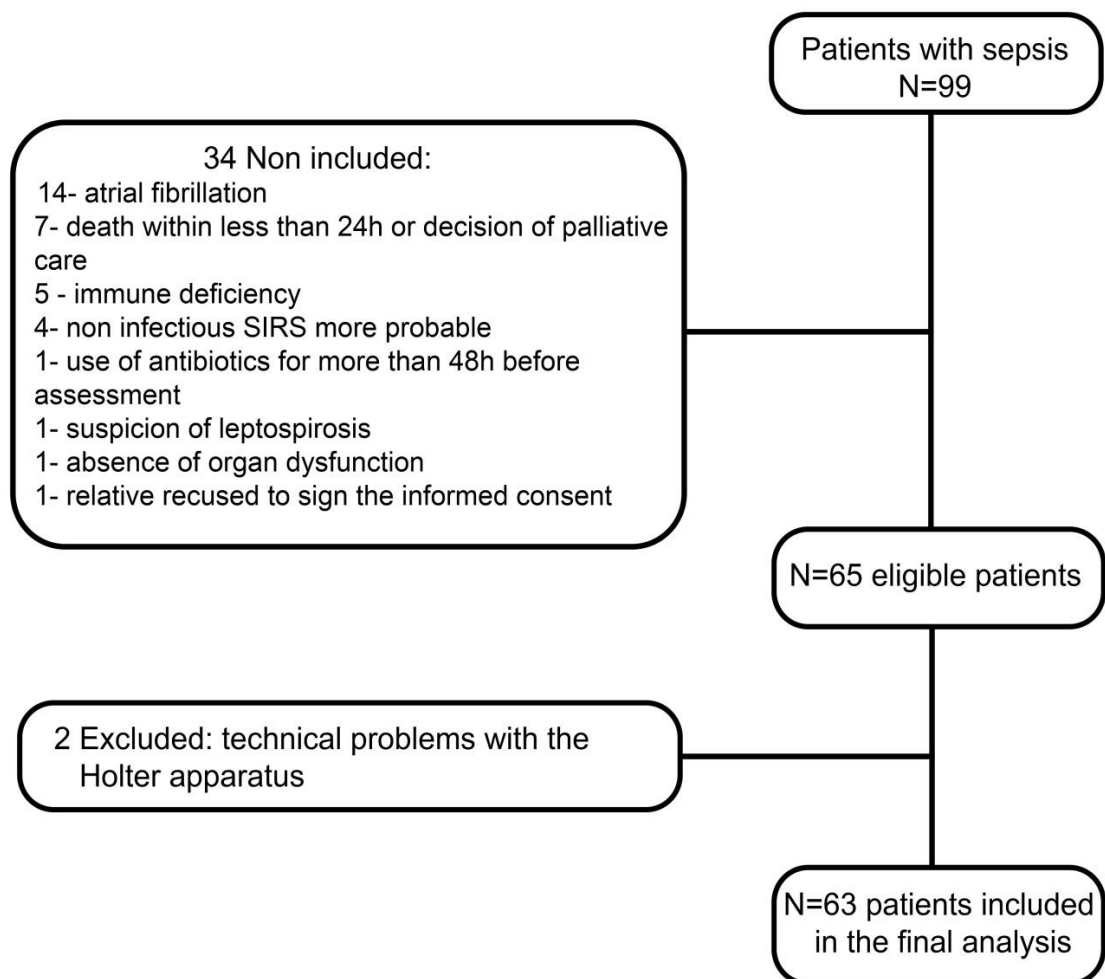 Patients with sepsis
N=99
34 Non included:
14- atrial fibrillation
7- death within less than 24h or decision of palliative
care
5 - immune deficiency
4- non infectious SIRS more probable
1- use of antibiotics for more than 48h before
assessment
1- suspicion of leptospirosis
1- absence of organ dysfunction
1- relative recused to sign the informed consent
N=65 eligible patients
2 Excluded: technical problems with the
Holter apparatus
N=63 patients included
in the final analysis